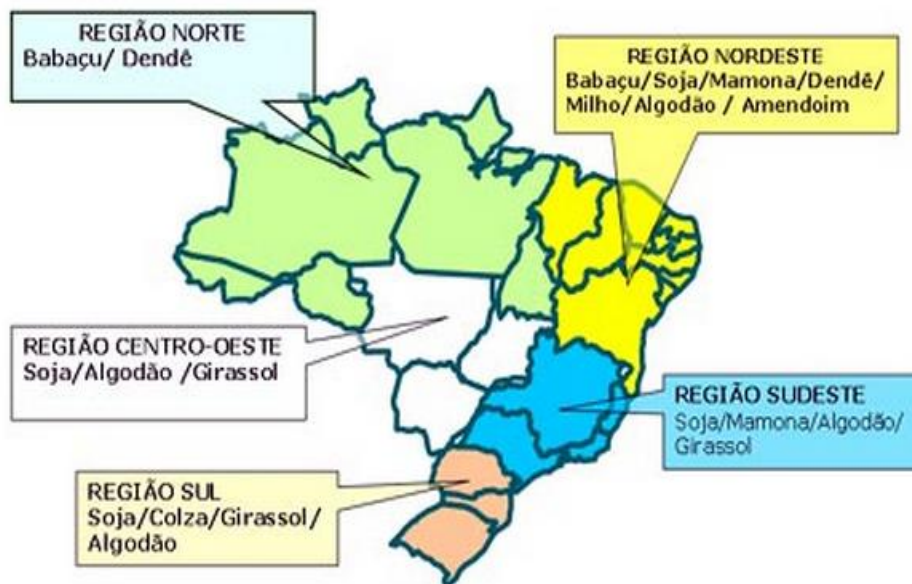 REGIÃO NORTE
Babaçu/ Dendê
REGIÃO NORDESTE
Babaçu/Soja/Mamona/Dendê/
Milho/Algodão / Amendoim
REGIÃO CENTRO-OESTE
Soja/Algodão /Girassol
REGIÃO SUDESTE
Soja/Mamona/Algodão/
Girassol
REGIÃO SUL
Soja/Colza/Girassol/
Algodão